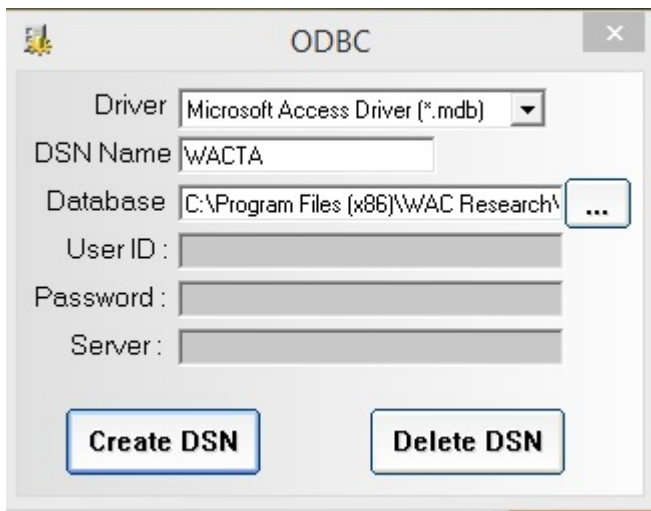 ODBC
Driver Microsoft Access Driver (*.mdb)
DSN Name WACTA
Database C:\Program Files (x86)\WAC Research\ ...
User ID :
Password :
Server :
Create DSN Delete DSN